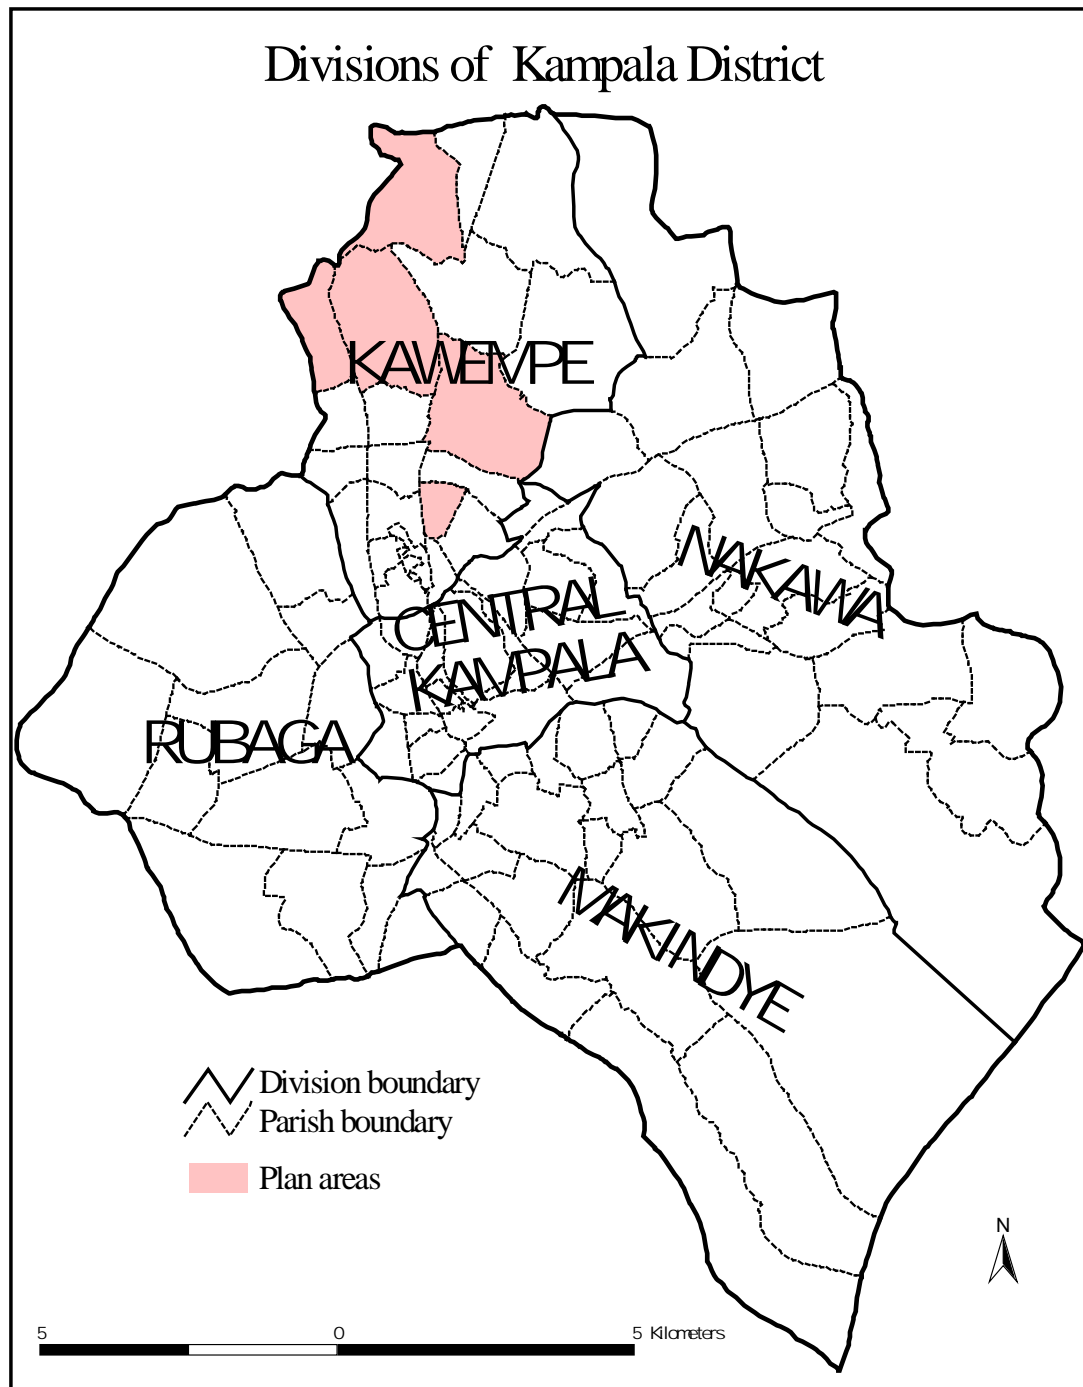 Divisions of Kampala District
KAWEMPE
NAKAWA
CENTRAL
KAMPALA
RUBAGA
MAKINDYE
Division boundary
Parish boundary
Plan areas
N
5 0 5 Kilometers